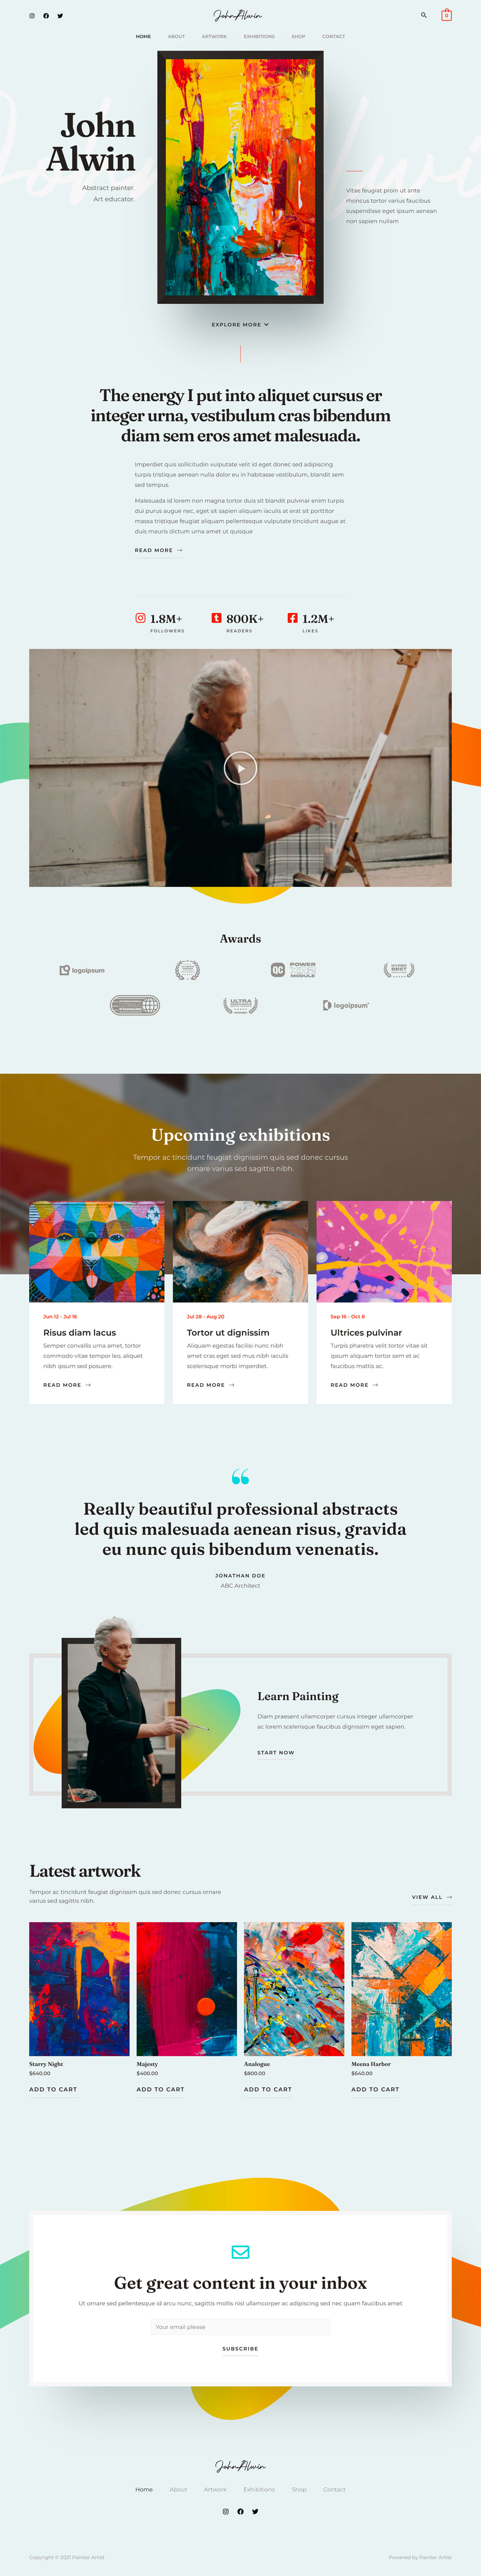 John Alwin
0
HOME
ABOUT
ARTWORK
EXHIBITIONS
SHOP
CONTACT
John
Alwin
Abstract painter.
Art educator.
Vitae feugiat proin ut ante
rhoncus tortor varius faucibus
suspendisse eget ipsum aenean
non sapien nullam
EXPLORE MORE
The energy I put into aliquet cursus er
integer urna, vestibulum cras bibendum
diam sem eros amet malesuada.
Imperdiet quis sollicitudin vulputate velit id eget donec sed adipiscing
turpis tristique aenean nulla dolor eu in habitasse vestibulum, blandit sem
sed tempus.
Malesuada id lorem non magna tortor duis sit blandit pulvinar enim turpis
dui purus augue nec, eget sit sapien aliquam iaculis at erat sit porttitor
massa tristique feugiat aliquam pellentesque vulputate tincidunt augue at
duis mauris dictum urna amet ut quisque
READ MORE →
1.8M+
FOLLOWERS
800K+
READERS
1.2M+
LIKES
Awards
logoipsum
QC POWER
MODULE
HYPER
BEST
ULTRA
logoipsum
Upcoming exhibitions
Tempor ac tincidunt feugiat dignissim quis sed donec cursus
ornare varius sed sagittis nibh.
Jun 12 - Jul 16
Risus diam lacus
Semper convallis urna amet, tortor
commodo vitae tempor leo, aliquet
nibh ipsum sed posuere.
READ MORE →
Jul 28 - Aug 20
Tortor ut dignissim
Aliquam egestas facilisi nunc nibh
amet cras eget sed mus nibh iaculis
scelerisque morbi imperdiet.
READ MORE →
Sep 16 - Oct 8
Ultrices pulvinar
Turpis pharetra velit tortor vitae sit
ipsum aliquam tortor sem et ac
faucibus mattis ac.
READ MORE →
Really beautiful professional abstracts
led quis malesuada aenean risus, gravida
eu nunc quis bibendum venenatis.
JONATHAN DOE
ABC Architect
Learn Painting
Diam praesent ullamcorper cursus integer ullamcorper
ac lorem scelerisque faucibus dignissim eget sapien.
START NOW
Latest artwork
Tempor ac tincidunt feugiat dignissim quis sed donec cursus ornare
varius sed sagittis nibh.
VIEW ALL →
Starry Night
$640.00
ADD TO CART
Majesty
$400.00
ADD TO CART
Analogue
$800.00
ADD TO CART
Meena Harbor
$640.00
ADD TO CART
Get great content in your inbox
Ut ornare sed pellentesque id arcu nunc, sagittis mollis nisl ullamcorper ac adipiscing sed nec quam faucibus amet
Your email please
SUBSCRIBE
John Alwin
Home
About
Artwork
Exhibitions
Shop
Contact
Copyright © 2021 Painter Artist
Powered by Painter Artist